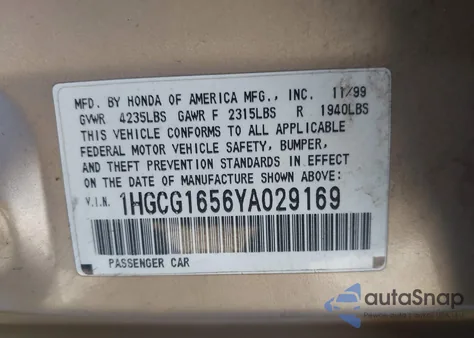 MFD. BY HONDA OF AMERICA MFG., INC. 11/99
GVWR 4235LBS GAWR F 2315LBS R 1940LBS
THIS VEHICLE CONFORMS TO ALL APPLICABLE
FEDERAL MOTOR VEHICLE SAFETY, BUMPER,
AND THEFT PREVENTION STANDARDS IN EFFECT
ON THE DATE OF MANUFACTURE SHOWN ABOVE:
V.I.N. 1HGCG1656YA029169
PASSENGER CAR
autaSnap